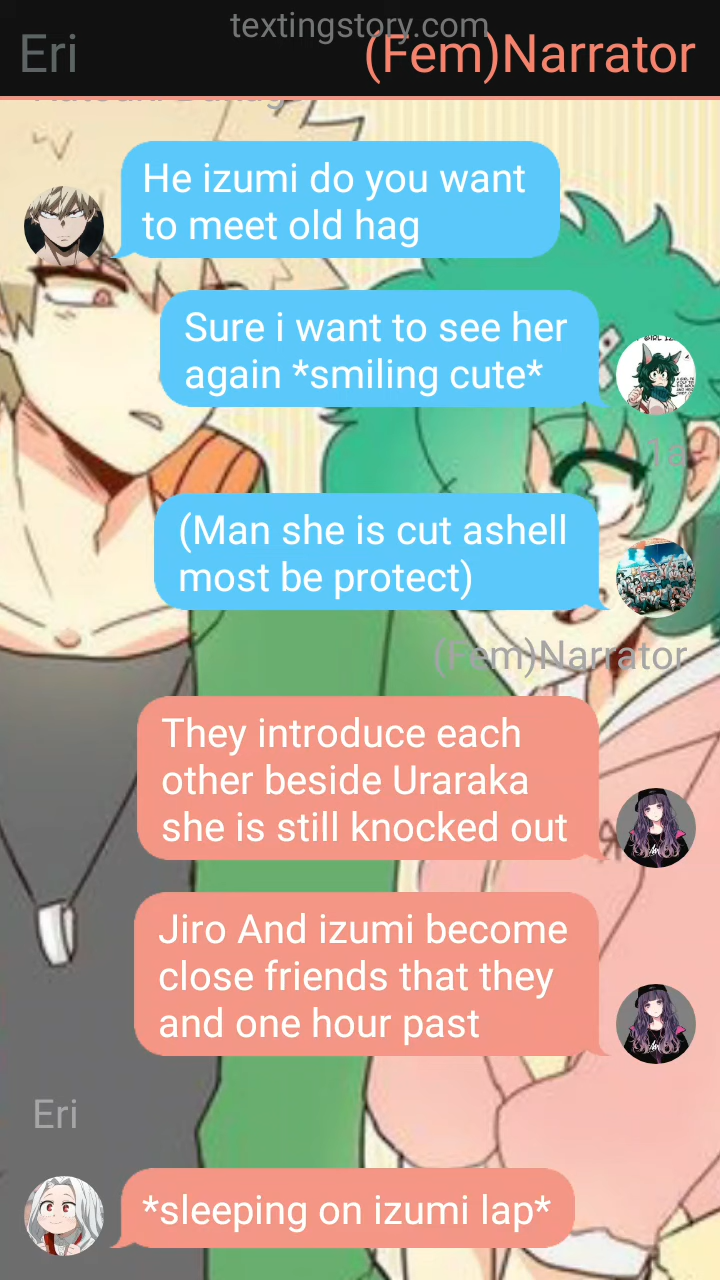 textingstory.com
Eri
(Fem)Narrator
He izumi do you want
to meet old hag
Sure i want to see her
again *smiling cute*
1a
(Man she is cut ashell
most be protect)
(Fem)Narrator
They introduce each
other beside Uraraka
she is still knocked out
Jiro And izumi become
close friends that they
and one hour past
Eri
*sleeping on izumi lap*